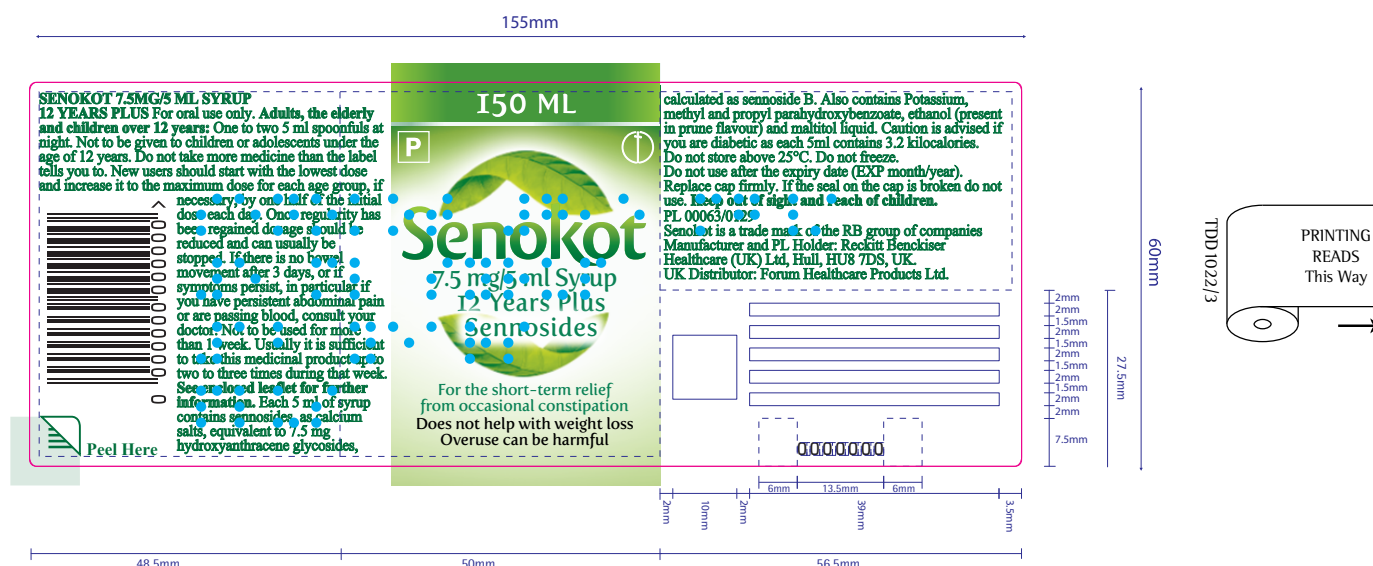 155mm
SENOKOT 7.5MG/5 ML SYRUP
12 YEARS PLUS For oral use only. Adults, the elderly
and children over 12 years: One to two 5 ml spoonfuls at
night. Not to be given to children or adolescents under the
age of 12 years. Do not take more medicine than the label
tells you to. New users should start with the lowest dose
and increase it to the maximum dose for each age group, if
necessary, by one half of the initial
dose each day. Once regularity has
been regained dosage should be
reduced and can usually be
stopped. If there is no bowel
movement after 3 days, or if
symptoms persist, in particular if
you have persistent abdominal pain
or are passing blood, consult your
doctor. Not to be used for more
than 1 week. Usually it is sufficient
to take this medicinal product up to
two to three times during that week.
See enclosed leaflet for further
information. Each 5 ml of syrup
contains sennosides, as calcium
salts, equivalent to 7.5 mg
hydroxyanthracene glycosides,
Peel Here
150 ML
P
Senokot
7.5 mg/5 ml Syrup
12 Years Plus
Sennosides
For the short-term relief
from occasional constipation
Does not help with weight loss
Overuse can be harmful
calculated as sennoside B. Also contains Potassium,
methyl and propyl parahydroxybenzoate, ethanol (present
in prune flavour) and maltitol liquid. Caution is advised if
you are diabetic as each 5ml contains 3.2 kilocalories.
Do not store above 25°C. Do not freeze.
Do not use after the expiry date (EXP month/year).
Replace cap firmly. If the seal on the cap is broken do not
use. Keep out of sight and reach of children.
PL 00063/0129
Senokot is a trade mark of the RB group of companies
Manufacturer and PL Holder: Reckitt Benckiser
Healthcare (UK) Ltd, Hull, HU8 7DS, UK.
UK Distributor: Forum Healthcare Products Ltd.
0000000
2mm
2mm
1.5mm
2mm
1.5mm
2mm
1.5mm
2mm
1.5mm
2mm
2mm
7.5mm
27.5mm
60mm
6mm
13.5mm
6mm
2mm
10mm
2mm
39mm
3.5mm
48.5mm
50mm
56.5mm
TDD1022/3
PRINTING
READS
This Way